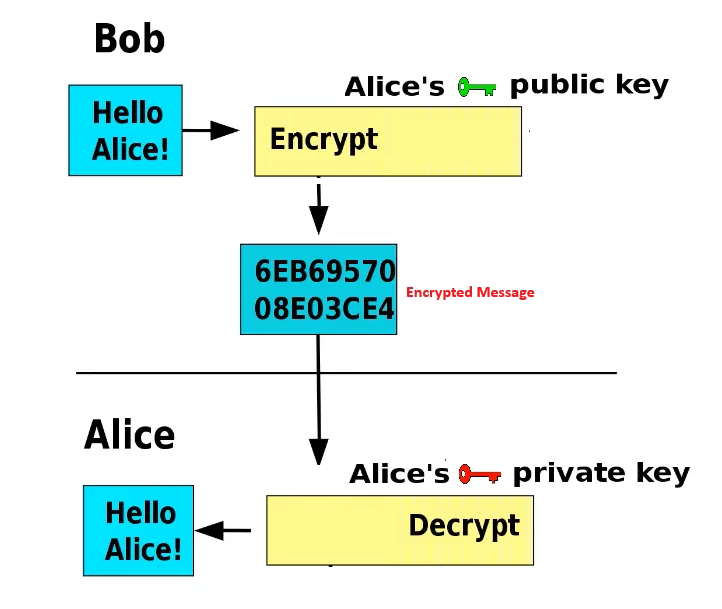 Bob
Alice's public key
Hello
Alice!
Encrypt
6EB69570
08E03CE4
Encrypted Message
Alice
Alice's private key
Hello
Alice!
Decrypt